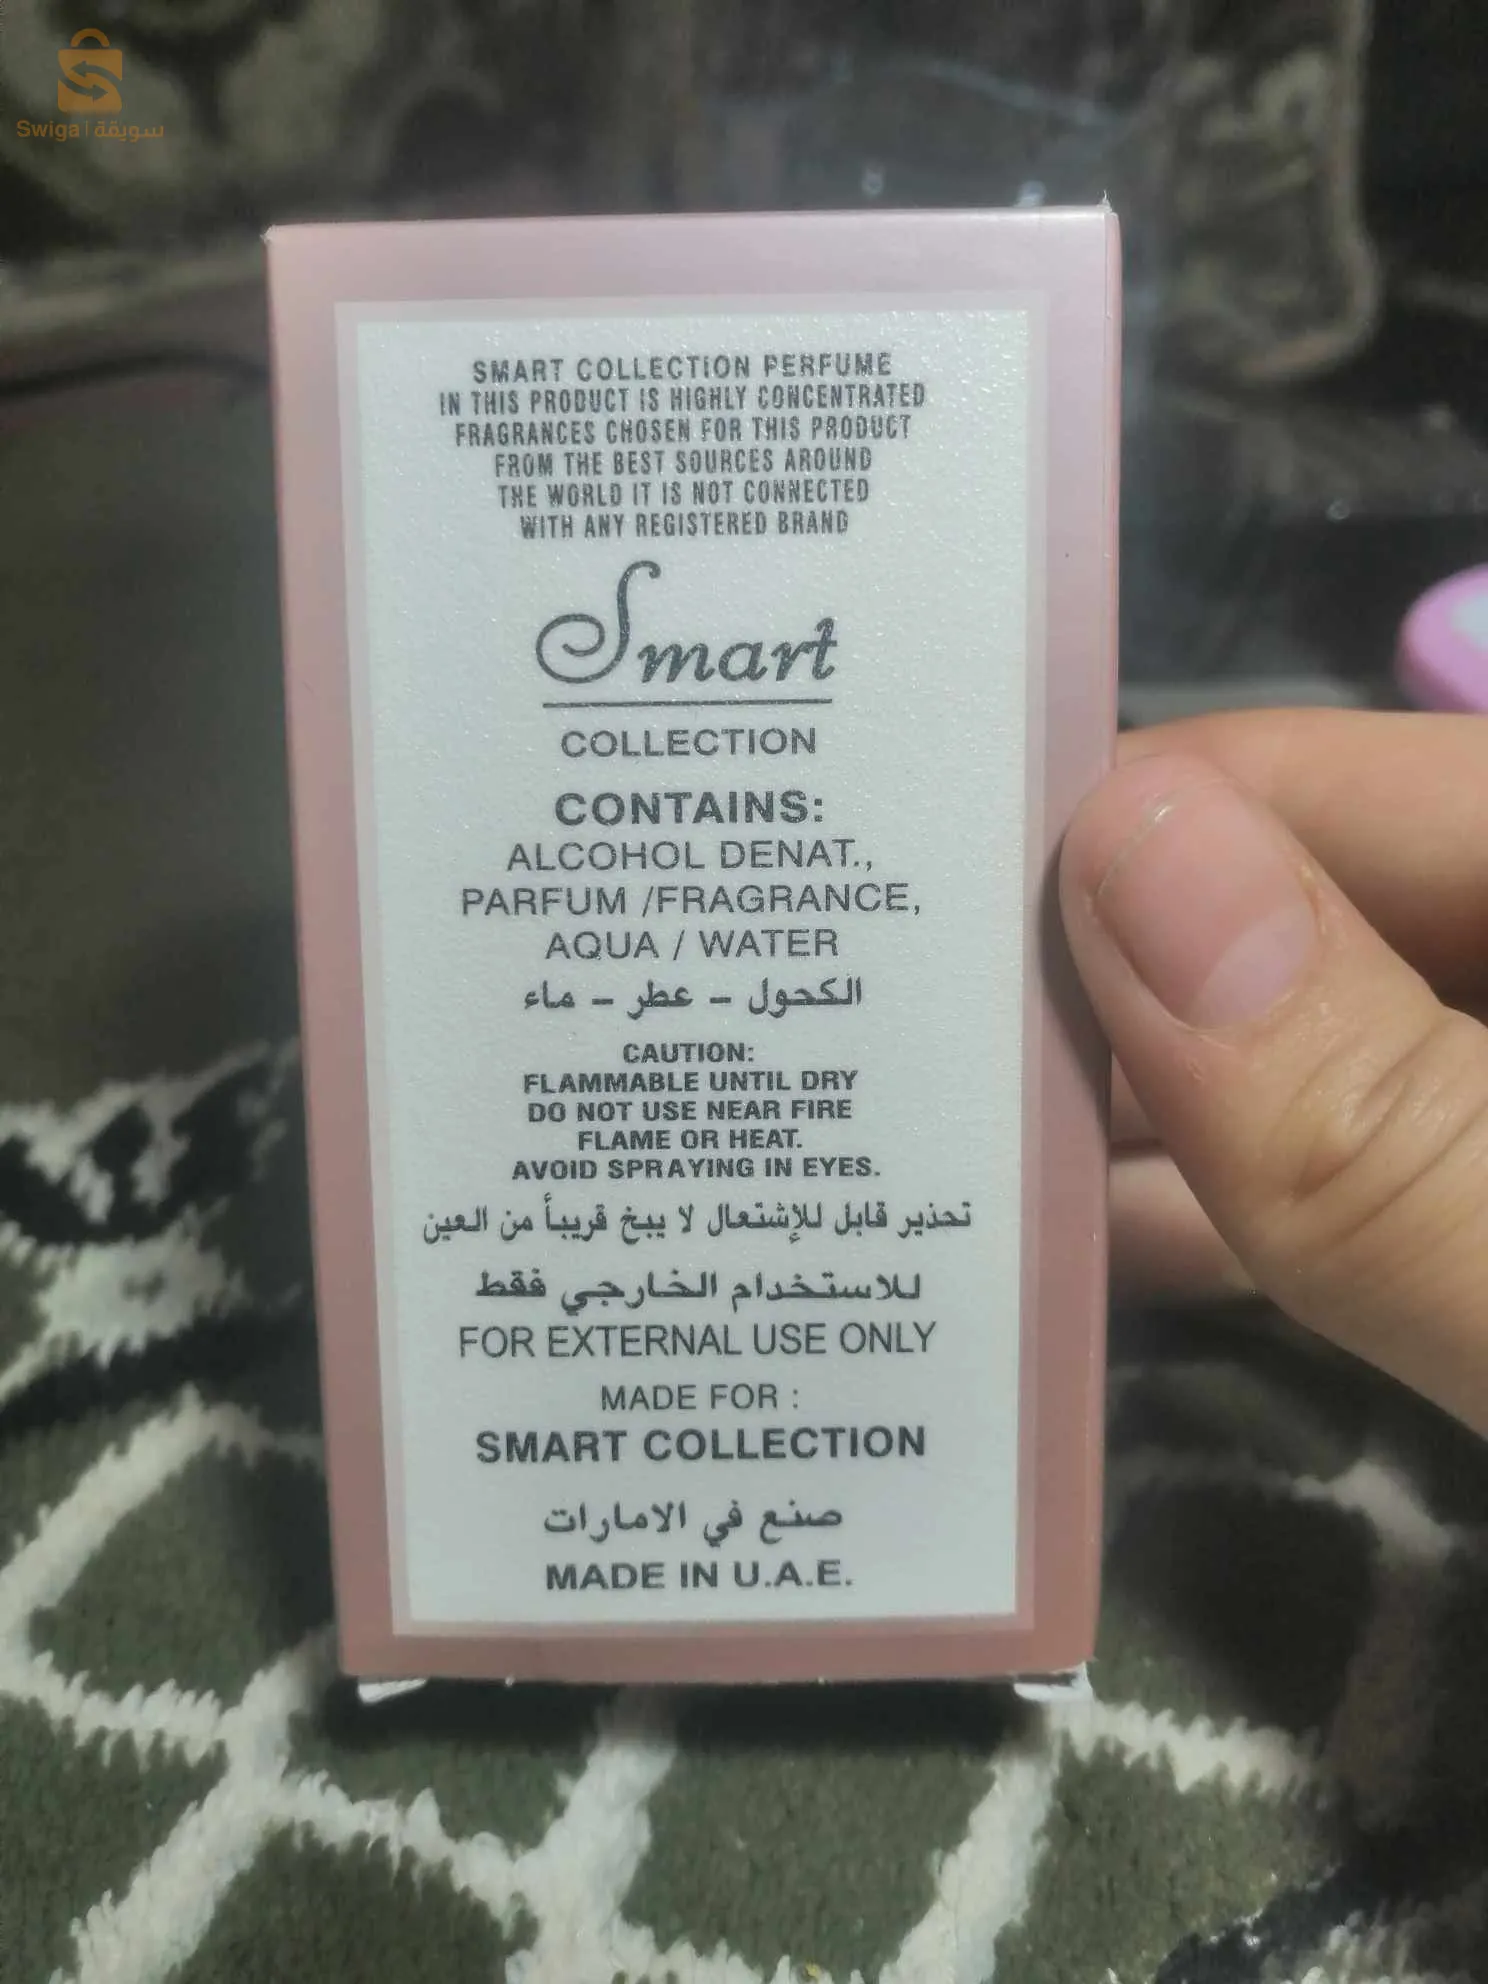 Swiga | سويقة
SMART COLLECTION PERFUME
IN THIS PRODUCT IS HIGHLY CONCENTRATED
FRAGRANCES CHOSEN FOR THIS PRODUCT
FROM THE BEST SOURCES AROUND
THE WORLD IT IS NOT CONNECTED
WITH ANY REGISTERED BRAND
Smart
COLLECTION
CONTAINS:
ALCOHOL DENAT.,
PARFUM /FRAGRANCE,
AQUA / WATER
الكحول - عطر - ماء
CAUTION:
FLAMMABLE UNTIL DRY
DO NOT USE NEAR FIRE
FLAME OR HEAT.
AVOID SPRAYING IN EYES.
تحذير قابل للإشتعال لا يبخ قريباً من العين
للاستخدام الخارجي فقط
FOR EXTERNAL USE ONLY
MADE FOR :
SMART COLLECTION
صنع في الامارات
MADE IN U.A.E.